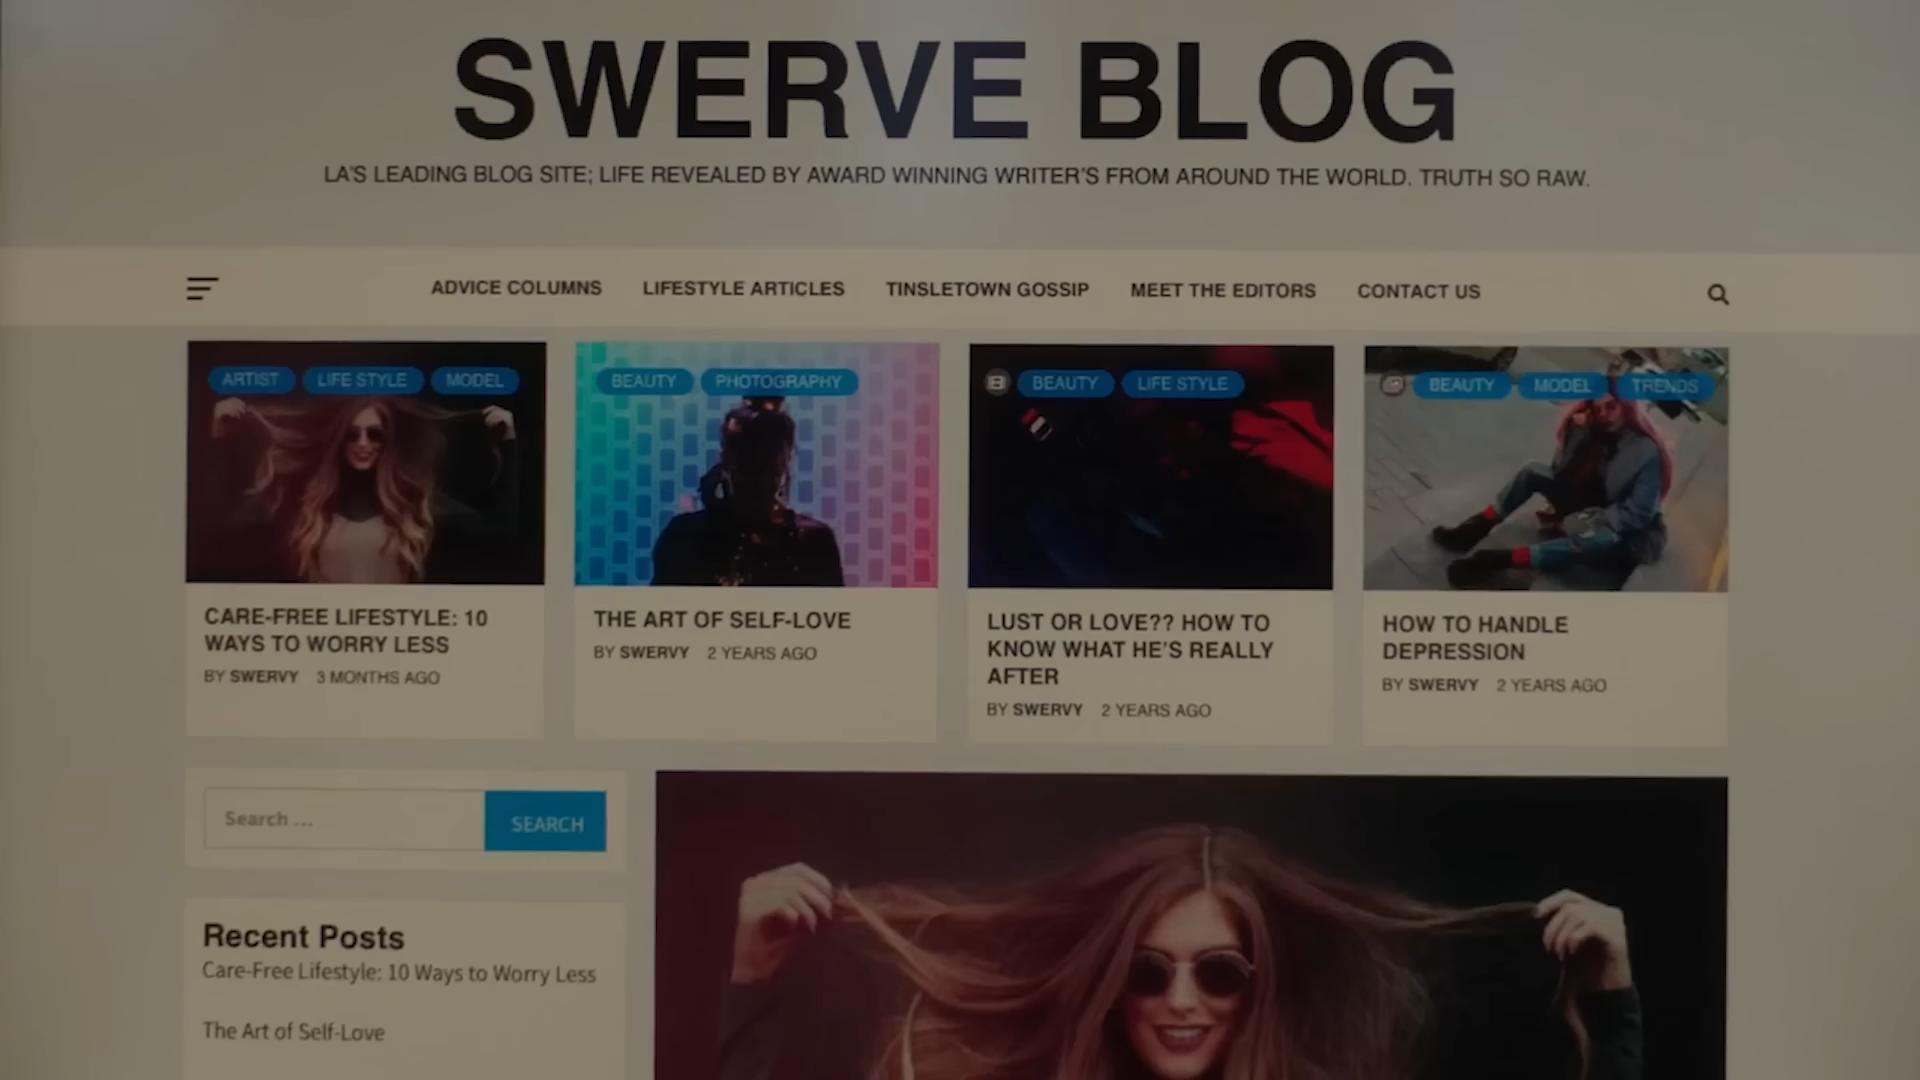 SWERVE BLOG
LA'S LEADING BLOG SITE; LIFE REVEALED BY AWARD WINNING WRITER'S FROM AROUND THE WORLD. TRUTH SO RAW.
ADVICE COLUMNS LIFESTYLE ARTICLES TINSLETOWN GOSSIP MEET THE EDITORS CONTACT US
ARTIST LIFE STYLE MODEL
CARE-FREE LIFESTYLE: 10
WAYS TO WORRY LESS
BY SWERVY 3 MONTHS AGO
BEAUTY PHOTOGRAPHY
THE ART OF SELF-LOVE
BY SWERVY 2 YEARS AGO
BEAUTY LIFE STYLE
LUST OR LOVE?? HOW TO
KNOW WHAT HE'S REALLY
AFTER
BY SWERVY 2 YEARS AGO
BEAUTY MODEL TRENDS
HOW TO HANDLE
DEPRESSION
BY SWERVY 2 YEARS AGO
Search ... SEARCH
Recent Posts
Care-Free Lifestyle: 10 Ways to Worry Less
The Art of Self-Love